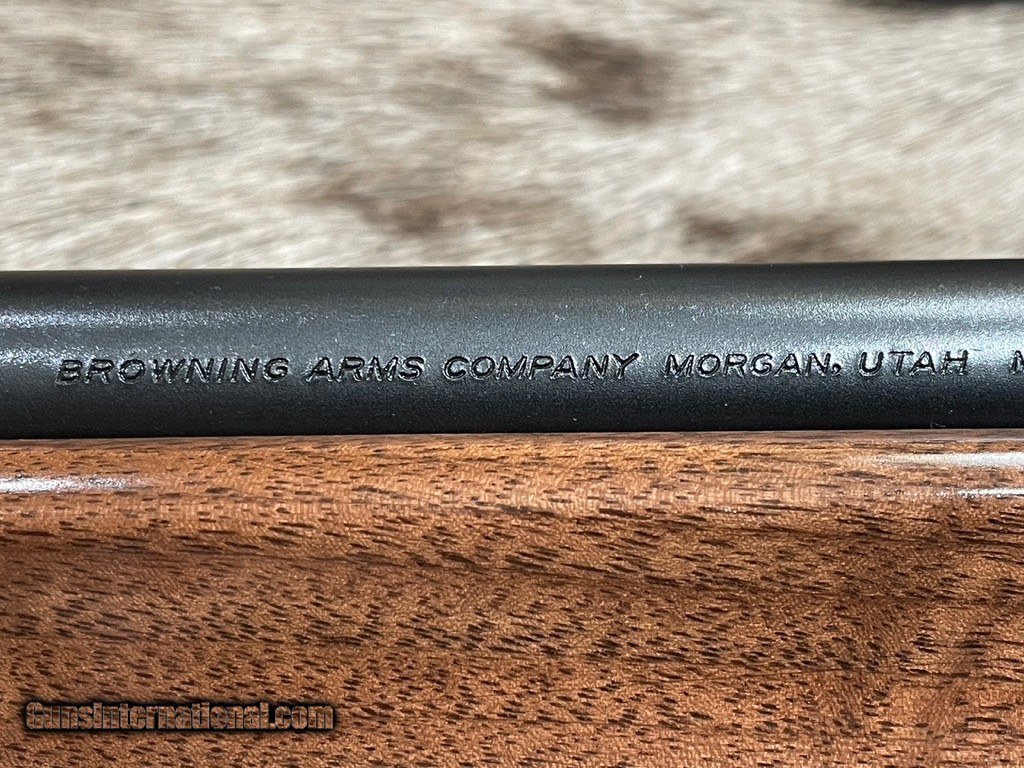 BROWNING ARMS COMPANY MORGAN, UTAH M
GunsInternational.com